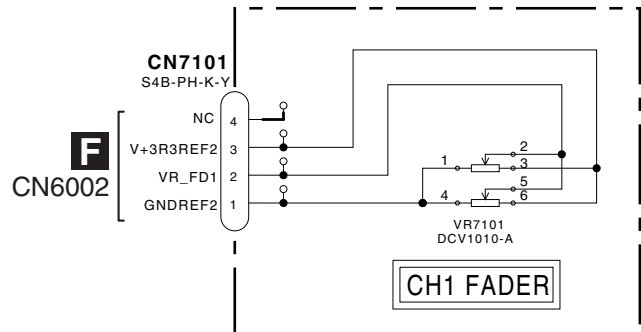 CN7101
S4B-PH-K-Y
NC 4
V+3R3REF2 3
F
CN6002
VR_FD1 2
GNDREF2 1
1 2
3
5
4 6
VR7101
DCV1010-A
CH1 FADER